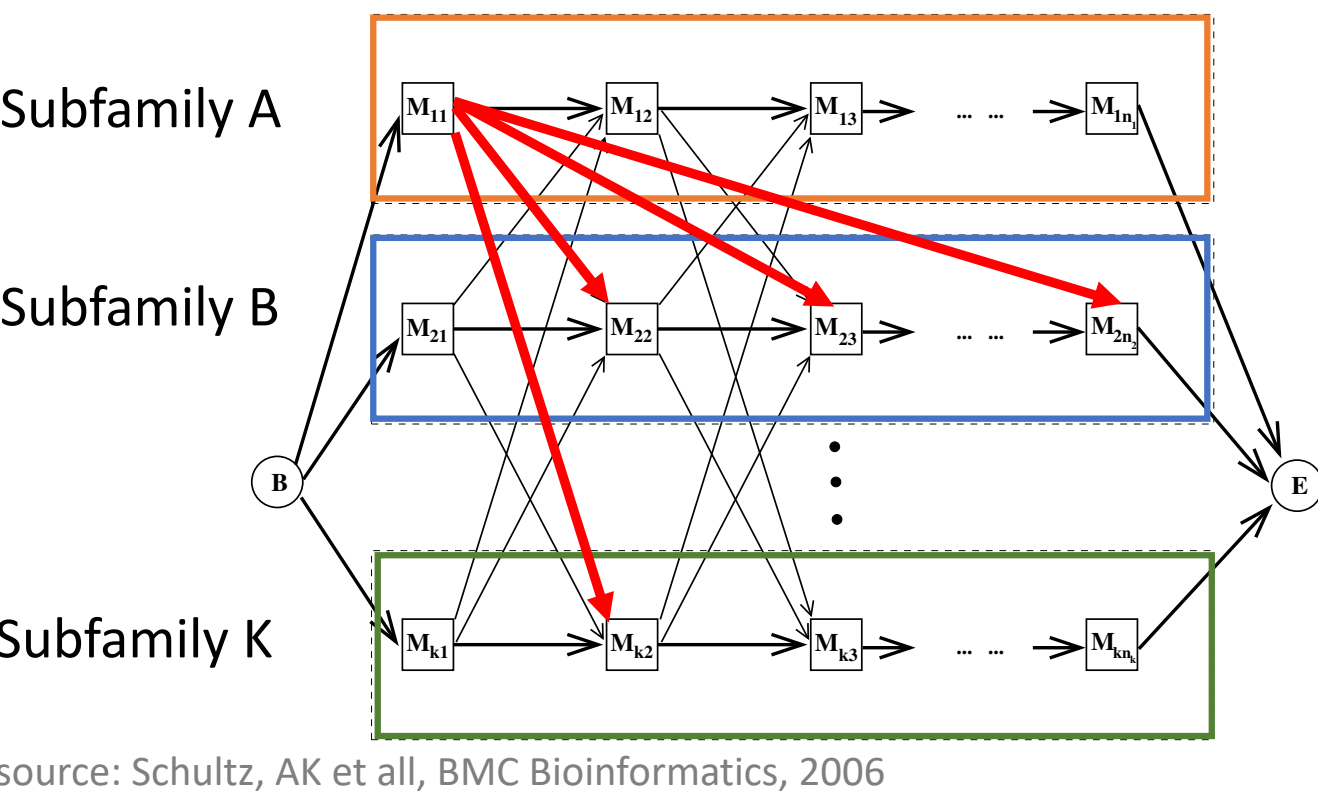 Subfamily A
M11 M12 M13 ... ... M1n1
Subfamily B
M21 M22 M23 ... ... M2n2
B
E
Subfamily K
Mk1 Mk2 Mk3 ... ... Mknk
source: Schultz, AK et all, BMC Bioinformatics, 2006